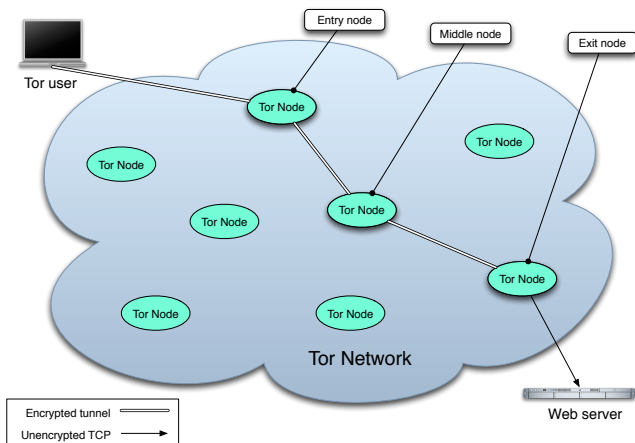 Entry node
Middle node
Exit node
Tor user
Tor Node
Tor Node
Tor Node
Tor Node
Tor Node
Tor Node
Tor Node
Tor Node
Tor Network
Web server
Encrypted tunnel
Unencrypted TCP